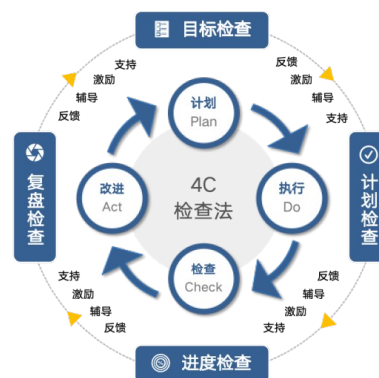 目标检查
支持
激励
辅导
反馈
反馈
激励
辅导
支持
计划
Plan
复盘检查
改进
Act
4C
检查法
执行
Do
计划检查
检查
Check
支持
激励
辅导
反馈
反馈
辅导
激励
支持
进度检查